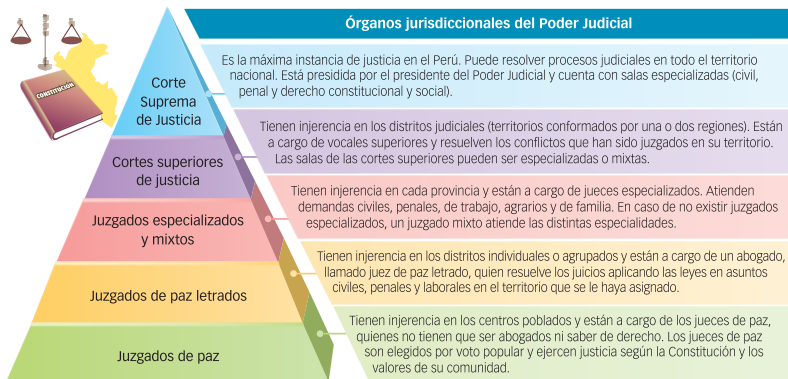 Órganos jurisdiccionales del Poder Judicial
CONSTITUCIÓN
Corte
Suprema
de Justicia
Es la máxima instancia de justicia en el Perú. Puede resolver procesos judiciales en todo el territorio
nacional. Está presidida por el presidente del Poder Judicial y cuenta con salas especializadas (civil,
penal y derecho constitucional y social).
Cortes superiores
de justicia
Tienen injerencia en los distritos judiciales (territorios conformados por una o dos regiones). Están
a cargo de vocales superiores y resuelven los conflictos que han sido juzgados en su territorio.
Las salas de las cortes superiores pueden ser especializadas o mixtas.
Juzgados especializados
y mixtos
Tienen injerencia en cada provincia y están a cargo de jueces especializados. Atienden
demandas civiles, penales, de trabajo, agrarios y de familia. En caso de no existir juzgados
especializados, un juzgado mixto atiende las distintas especialidades.
Juzgados de paz letrados
Tienen injerencia en los distritos individuales o agrupados y están a cargo de un abogado,
llamado juez de paz letrado, quien resuelve los juicios aplicando las leyes en asuntos
civiles, penales y laborales en el territorio que se le haya asignado.
Juzgados de paz
Tienen injerencia en los centros poblados y están a cargo de los jueces de paz,
quienes no tienen que ser abogados ni saber de derecho. Los jueces de paz
son elegidos por voto popular y ejercen justicia según la Constitución y los
valores de su comunidad.